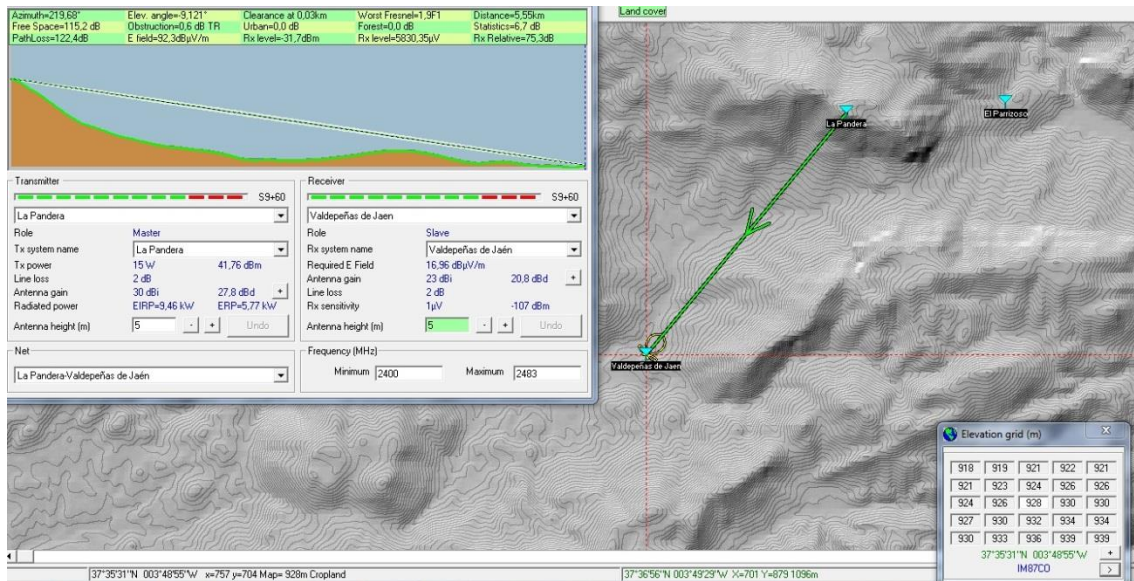 Azimuth=219,68° Elev. angle=-9,121° Clearance at 0,03km Worst Fresnel=1,9F1 Distance=5,55km
Free Space=115,2 dB Obstruction=0,6 dB TR Urban=0,0 dB Forest=0,0 dB Statistics=6,7 dB
PathLoss=122,4dB E field=92,3dBµV/m Rx level=-31,7dBm Rx level=5830,35µV Rx Relative=75,3dB
Transmitter
S9+60
La Pandera
Role Master
Tx system name La Pandera
Tx power 15 W 41,76 dBm
Line loss 2 dB
Antenna gain 30 dBi 27,8 dBd +
Radiated power EIRP=9,46 kW ERP=5,77 kW
Antenna height (m) 5 - + Undo
Net
La Pandera-Valdepeñas de Jaén
Receiver
S9+60
Valdepeñas de Jaen
Role Slave
Rx system name Valdepeñas de Jaén
Required E Field 16,96 dBµV/m
Antenna gain 23 dBi 20,8 dBd +
Line loss 2 dB
Rx sensitivity 1µV -107 dBm
Antenna height (m) 5 - + Undo
Frequency (MHz)
Minimum 2400 Maximum 2483
Land cover
La Pandera
El Parrizoso
Valdepeñas de Jaen
Elevation grid (m)
918 919 921 922 921
921 923 924 926 926
924 926 928 930 930
927 930 932 934 934
930 933 936 939 939
37°35'31"N 003°48'55"W +
IM87CO >
37°35'31"N 003°48'55"W x=757 y=704 Map= 928m Cropland
37°36'56"N 003°49'29"W X=701 Y=879 1096m